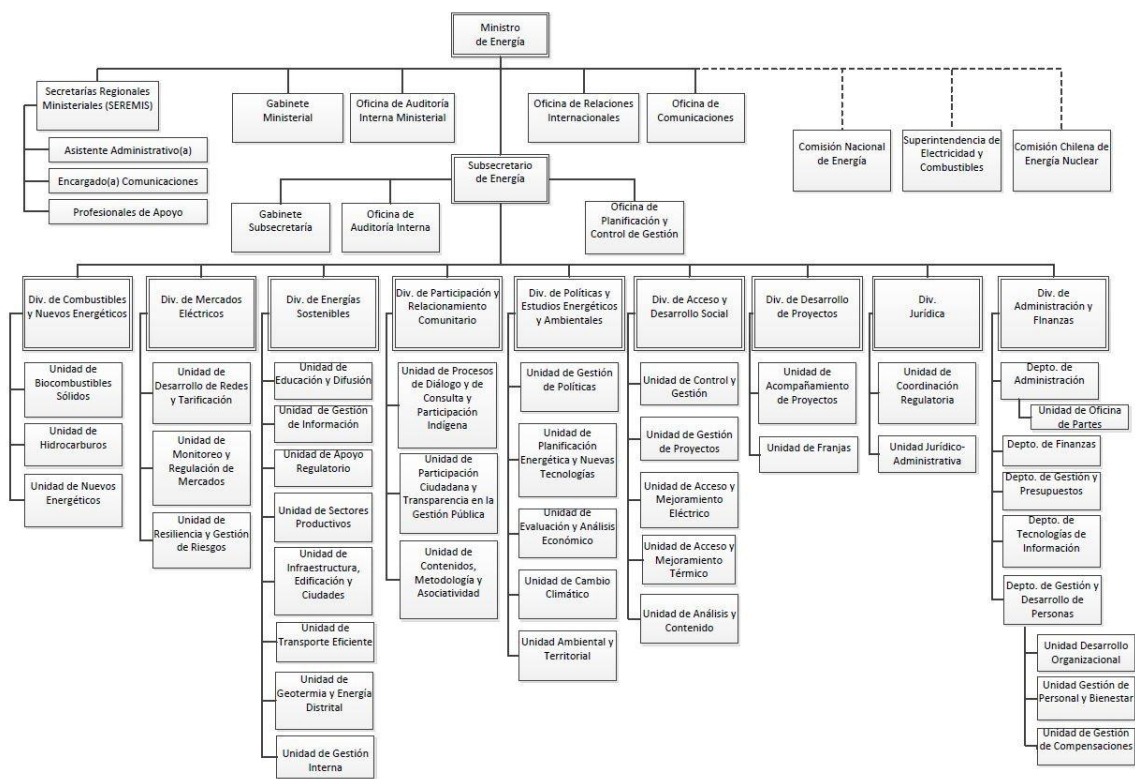 Ministro
de Energía
Secretarías Regionales
Ministeriales (SEREMIS)
Asistente Administrativo(a)
Encargado(a) Comunicaciones
Profesionales de Apoyo
Gabinete
Ministerial
Oficina de Auditoría
Interna Ministerial
Oficina de Relaciones
Internacionales
Oficina de
Comunicaciones
Comisión Nacional
de Energía
Superintendencia de
Electricidad y
Combustibles
Comisión Chilena de
Energía Nuclear
Subsecretario
de Energía
Gabinete
Subsecretaría
Oficina de
Auditoría Interna
Oficina de
Planificación y
Control de Gestión
Div. de Combustibles
y Nuevos Energéticos
Unidad de
Biocombustibles
Sólidos
Unidad de
Hidrocarburos
Unidad de Nuevos
Energéticos
Div. de Mercados
Eléctricos
Unidad de
Desarrollo de Redes
y Tarificación
Unidad de
Monitoreo y
Regulación de
Mercados
Unidad de
Resiliencia y Gestión
de Riesgos
Div. de Energías
Sostenibles
Unidad de
Educación y Difusión
Unidad de Gestión
de Información
Unidad de Apoyo
Regulatorio
Unidad de Sectores
Productivos
Unidad de
Infraestructura,
Edificación y
Ciudades
Unidad de
Transporte Eficiente
Unidad de
Geotermia y Energía
Distrital
Unidad de Gestión
Interna
Div. de Participación y
Relacionamiento
Comunitario
Unidad de Procesos
de Diálogo y de
Consulta y
Participación
Indígena
Unidad de
Participación
Ciudadana y
Transparencia en la
Gestión Pública
Unidad de
Contenidos,
Metodología y
Asociatividad
Div. de Políticas y
Estudios Energéticos
y Ambientales
Unidad de Gestión
de Políticas
Unidad de
Planificación
Energética y Nuevas
Tecnologías
Unidad de
Evaluación y Análisis
Económico
Unidad de Cambio
Climático
Unidad Ambiental y
Territorial
Div. de Acceso y
Desarrollo Social
Unidad de Control y
Gestión
Unidad de Gestión
de Proyectos
Unidad de Acceso y
Mejoramiento
Eléctrico
Unidad de Acceso y
Mejoramiento
Térmico
Unidad de Análisis y
Contenido
Div. de Desarrollo
de Proyectos
Unidad de
Acompañamiento
de Proyectos
Unidad de Franjas
Div.
Jurídica
Unidad de
Coordinación
Regulatoria
Unidad Jurídico-
Administrativa
Div. de
Administración y
FInanzas
Depto. de
Administración
Unidad de Oficina
de Partes
Depto. de Finanzas
Depto. de Gestión y
Presupuestos
Depto. de
Tecnologías de
Información
Depto. de Gestión y
Desarrollo de
Personas
Unidad Desarrollo
Organizacional
Unidad Gestión de
Personal y Bienestar
Unidad de Gestión
de Compensaciones